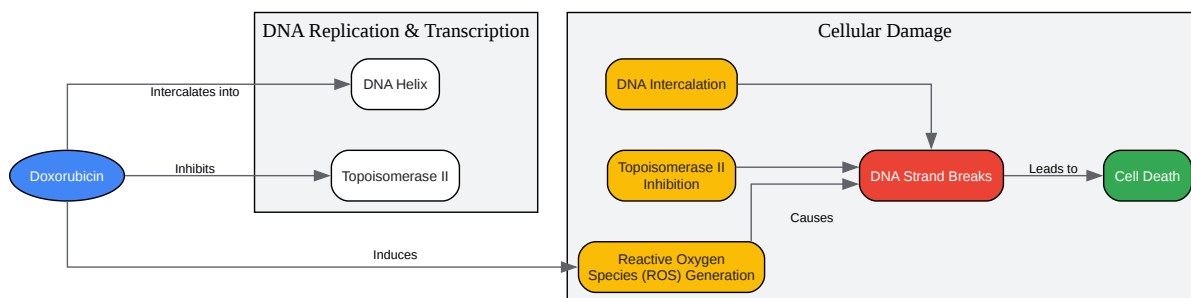 DNA Replication & Transcription
Cellular Damage
DNA Helix
DNA Intercalation
Intercalates into
Doxorubicin
Inhibits
Topoisomerase II
Topoisomerase II
Inhibition
DNA Strand Breaks
Leads to
Cell Death
Causes
Induces
Reactive Oxygen
Species (ROS) Generation